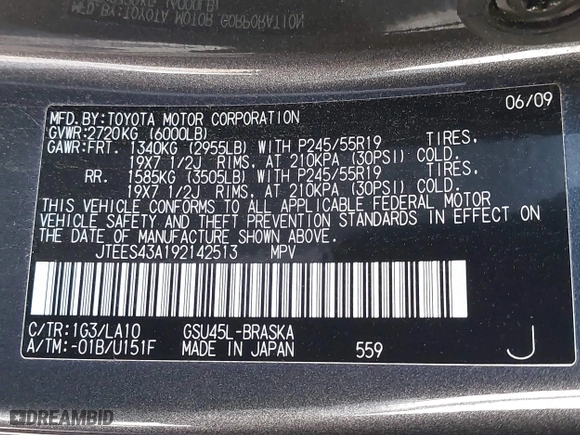 MFD.BY:TOYOTA MOTOR CORPORATION 06/09
GVWR:2720KG (6000LB)
GAWR:FRT. 1340KG (2955LB) WITH P245/55R19 TIRES.
19X7 1/2J RIMS. AT 210KPA (30PSI) COLD.
RR. 1585KG (3505LB) WITH P245/55R19 TIRES.
19X7 1/2J RIMS. AT 210KPA (30PSI) COLD.
THIS VEHICLE CONFORMS TO ALL APPLICABLE FEDERAL MOTOR
VEHICLE SAFETY AND THEFT PREVENTION STANDARDS IN EFFECT ON
THE DATE OF MANUFACTURE SHOWN ABOVE.
JTEES43A192142513 MPV
C/TR:1G3/LA10 GSU45L-BRASKA
A/TM:-01B/U151F MADE IN JAPAN 559 J
DREAMBID